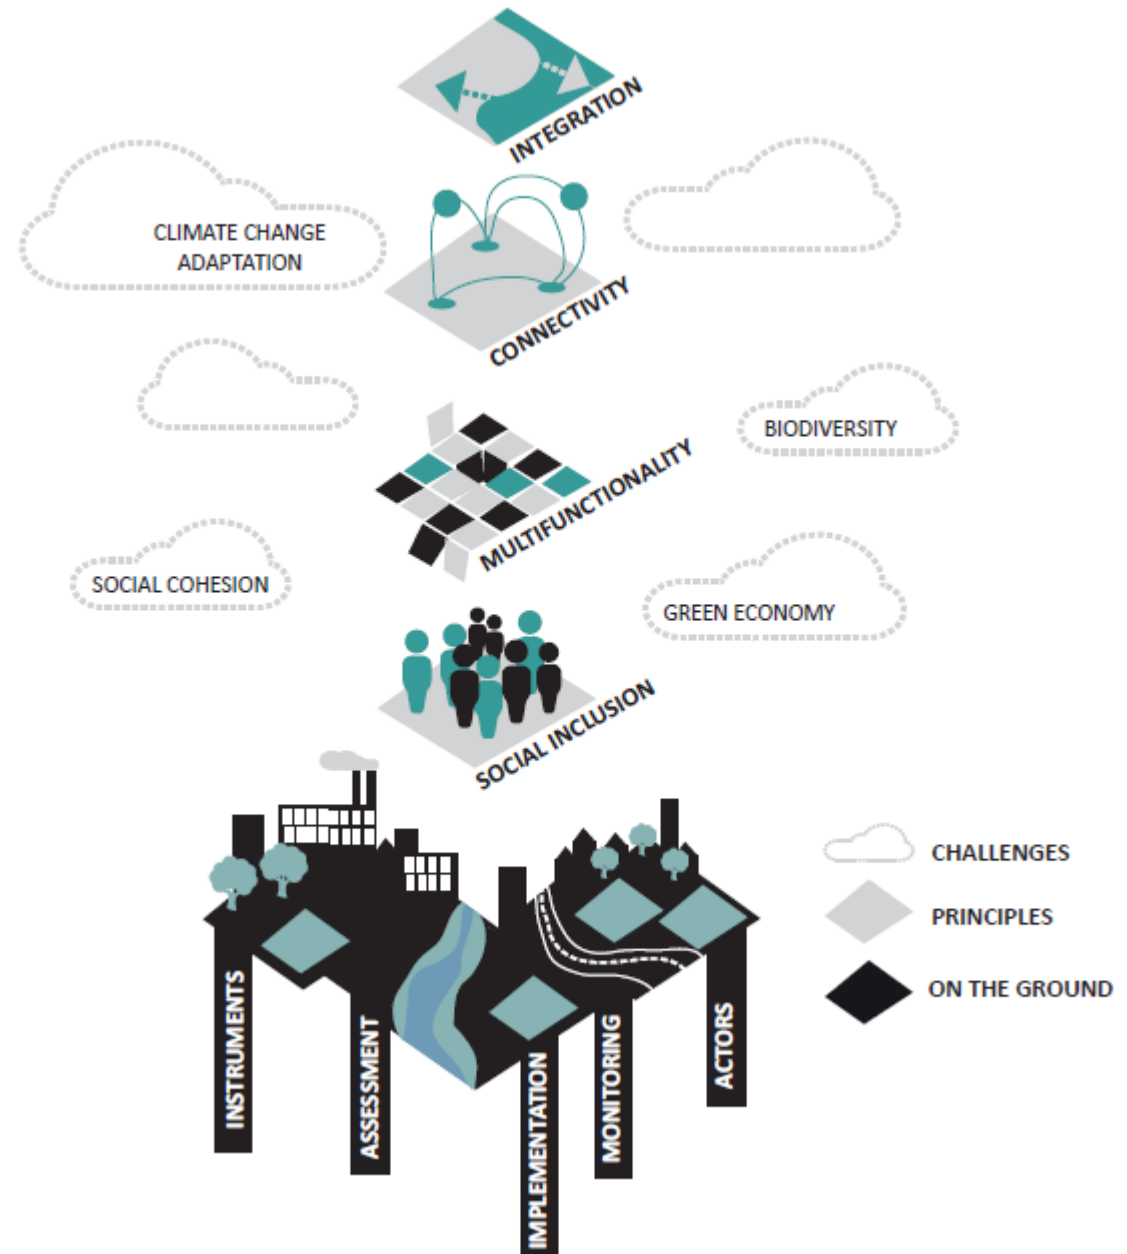 INTEGRATION
CLIMATE CHANGE
ADAPTATION
CONNECTIVITY
BIODIVERSITY
MULTIFUNCTIONALITY
SOCIAL COHESION
GREEN ECONOMY
SOCIAL INCLUSION
CHALLENGES
PRINCIPLES
ON THE GROUND
INSTRUMENTS
ASSESSMENT
IMPLEMENTATION
MONITORING
ACTORS